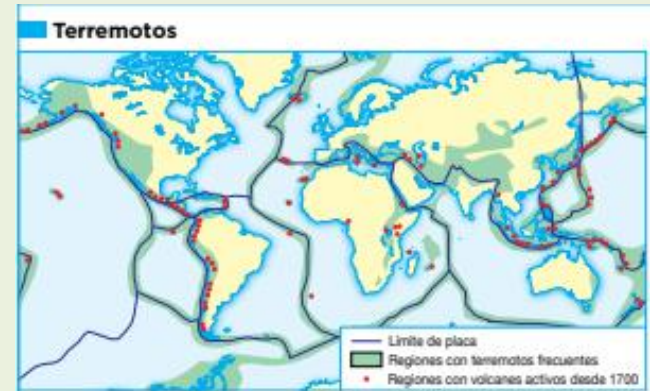 Terremotos
Límite de placa
Regiones con terremotos frecuentes
Regiones con volcanes activos desde 1700